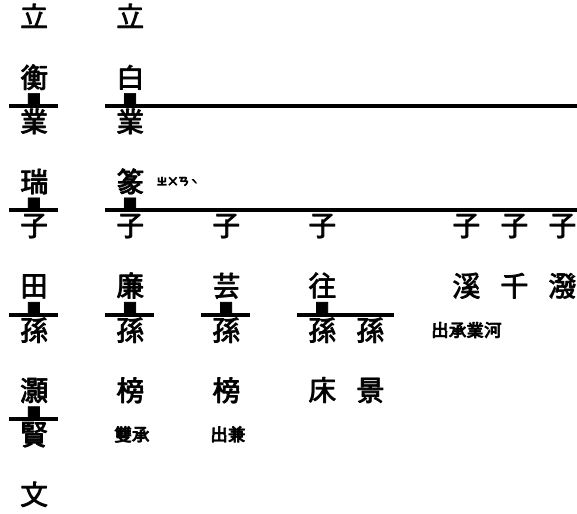 立 立
衡 白
業 業
瑞 篆 ㄓㄨㄢˋ
子 子 子 子 子 子 子
田 廉 芸 往 溪 千 潑
孫 孫 孫 孫 孫 出承業河
灝 榜 榜 床 景
賢 雙承 出兼
文